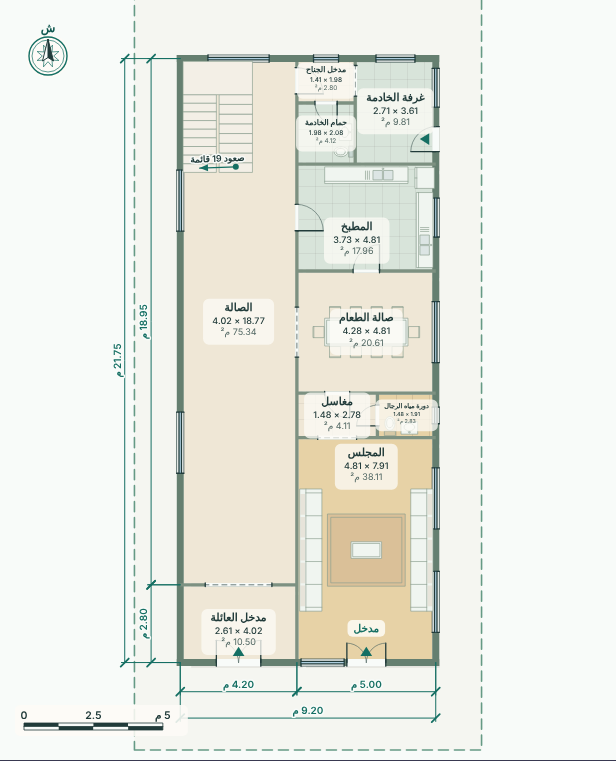 ش
مدخل الجناح
1.41 × 1.98
2.80 م²
غرفة الخادمة
2.71 × 3.61
9.81 م²
حمام الخادمة
1.98 × 2.08
4.12 م²
صعود 19 قائمة
المطبخ
3.73 × 4.81
17.96 م²
الصالة
4.02 × 18.77
75.34 م²
صالة الطعام
4.28 × 4.81
20.61 م²
18.95 م
21.75 م
مغاسل
1.48 × 2.78
4.11 م²
دورة مياه الرجال
1.48 × 1.91
2.83 م²
المجلس
4.81 × 7.91
38.11 م²
مدخل العائلة
2.61 × 4.02
10.50 م²
مدخل
2.80 م
4.20 م
5.00 م
9.20 م
0 2.5 5 م